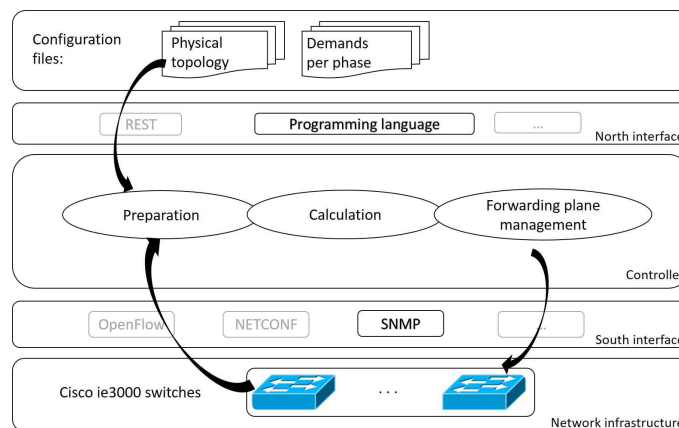 Configuration
files:
Physical
topology
Demands
per phase
REST
Programming language
...
North interface
Preparation
Calculation
Forwarding plane
management
Controlle
OpenFlow
NETCONF
SNMP
...
South interface
Cisco ie3000 switches
...
Network infrastructure